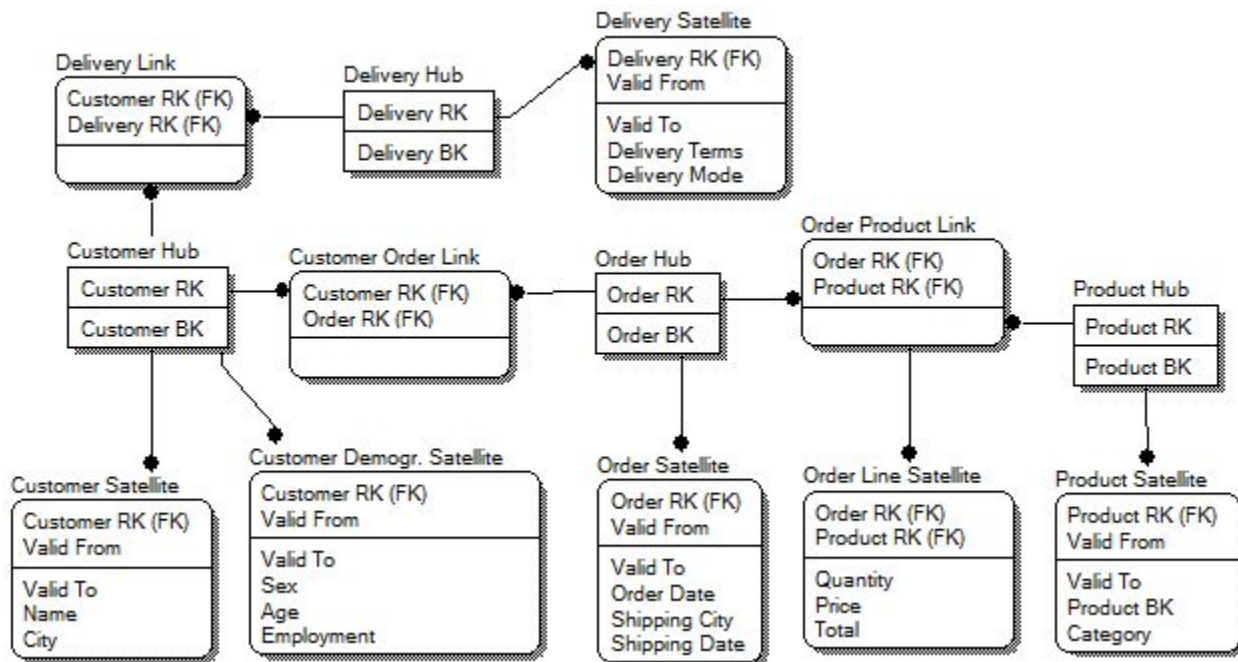 Delivery Satellite
Delivery RK (FK)
Valid From
Valid To
Delivery Terms
Delivery Mode
Delivery Link
Customer RK (FK)
Delivery RK (FK)
Delivery Hub
Delivery RK
Delivery BK
Customer Hub
Customer RK
Customer BK
Customer Order Link
Customer RK (FK)
Order RK (FK)
Order Hub
Order RK
Order BK
Order Product Link
Order RK (FK)
Product RK (FK)
Product Hub
Product RK
Product BK
Customer Satellite
Customer RK (FK)
Valid From
Valid To
Name
City
Customer Demogr. Satellite
Customer RK (FK)
Valid From
Valid To
Sex
Age
Employment
Order Satellite
Order RK (FK)
Valid From
Valid To
Order Date
Shipping City
Shipping Date
Order Line Satellite
Order RK (FK)
Product RK (FK)
Quantity
Price
Total
Product Satellite
Product RK (FK)
Valid From
Valid To
Product BK
Category